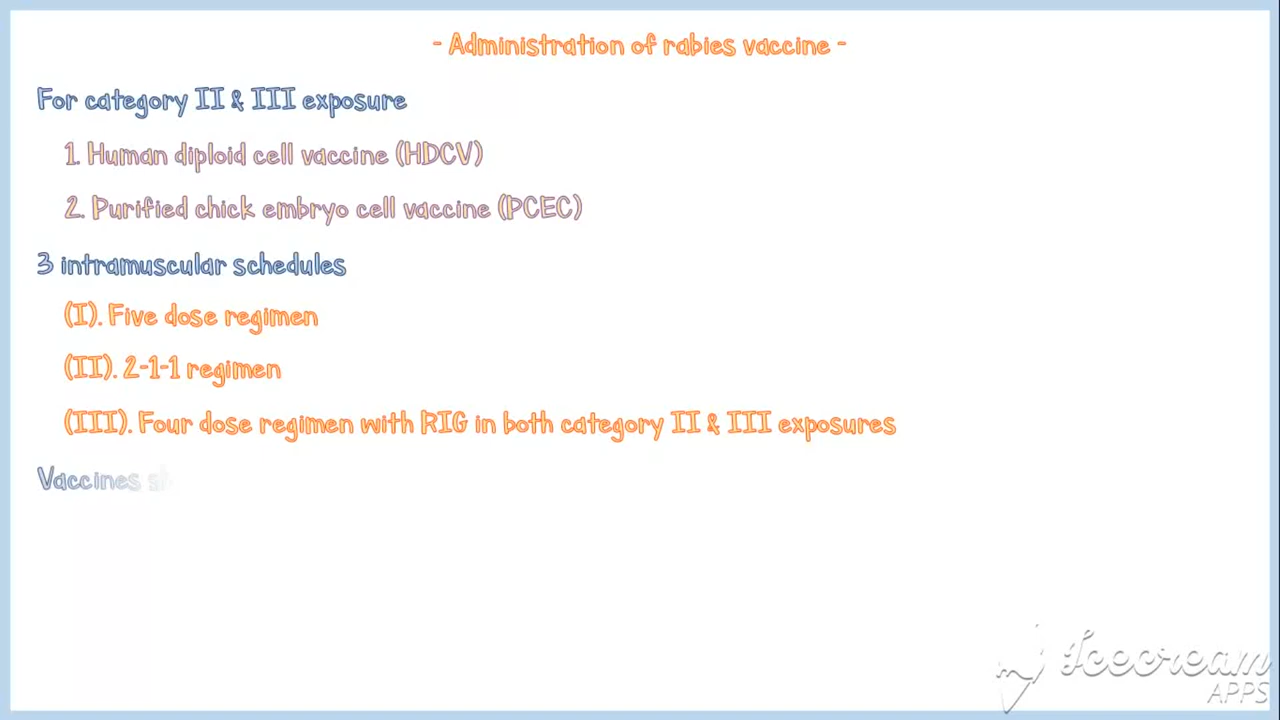 - Administration of rabies vaccine -
For category II & III exposure
1. Human diploid cell vaccine (HDCV)
2. Purified chick embryo cell vaccine (PCEC)
3 intramuscular schedules
(I). Five dose regimen
(II). 2-1-1 regimen
(III). Four dose regimen with RIG in both category II & III exposures
Vaccines
Icecream
APPS